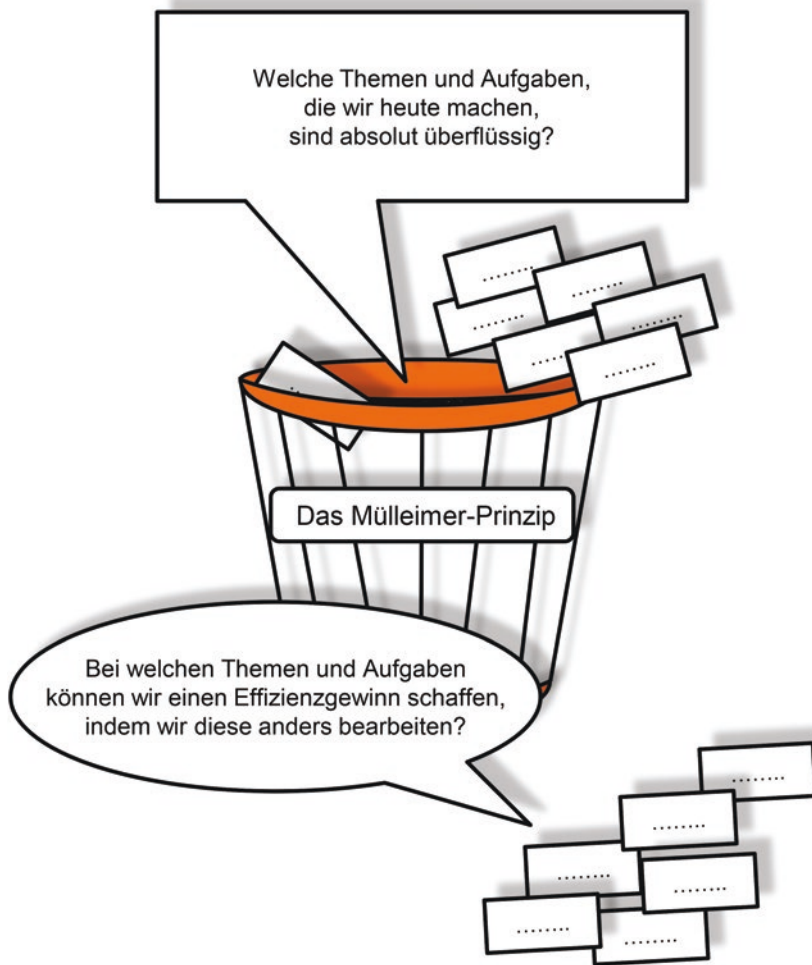 Welche Themen und Aufgaben,
die wir heute machen,
sind absolut überflüssig?
........
........
........
........
........
........
Das Mülleimer-Prinzip
Bei welchen Themen und Aufgaben
können wir einen Effizienzgewinn schaffen,
indem wir diese anders bearbeiten?
........
........
........
........
........
........